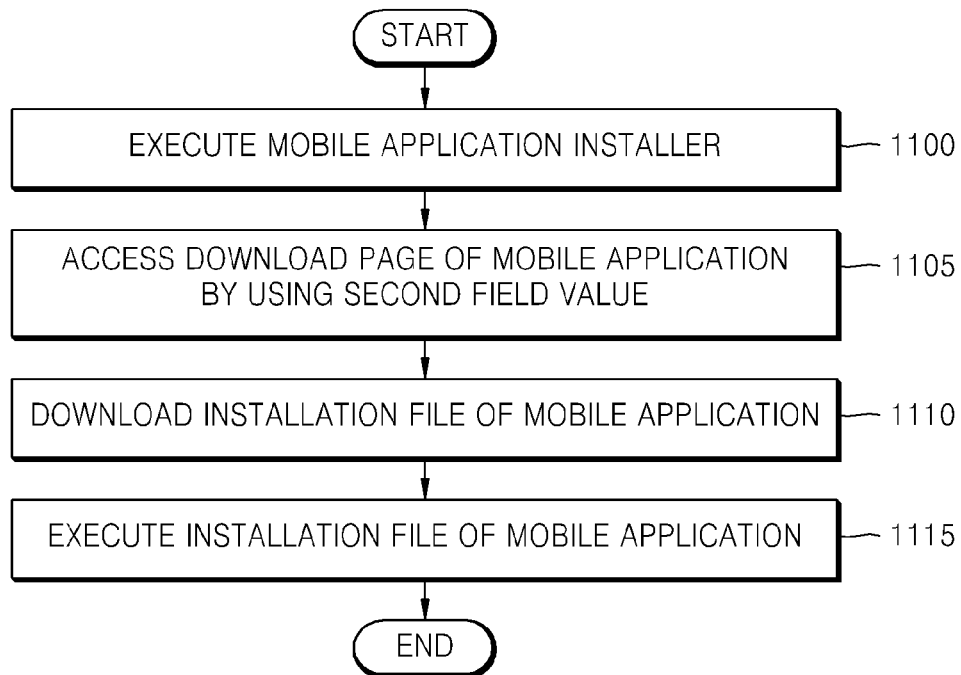 START
EXECUTE MOBILE APPLICATION INSTALLER
1100
ACCESS DOWNLOAD PAGE OF MOBILE APPLICATION
BY USING SECOND FIELD VALUE
1105
DOWNLOAD INSTALLATION FILE OF MOBILE APPLICATION
1110
EXECUTE INSTALLATION FILE OF MOBILE APPLICATION
1115
END